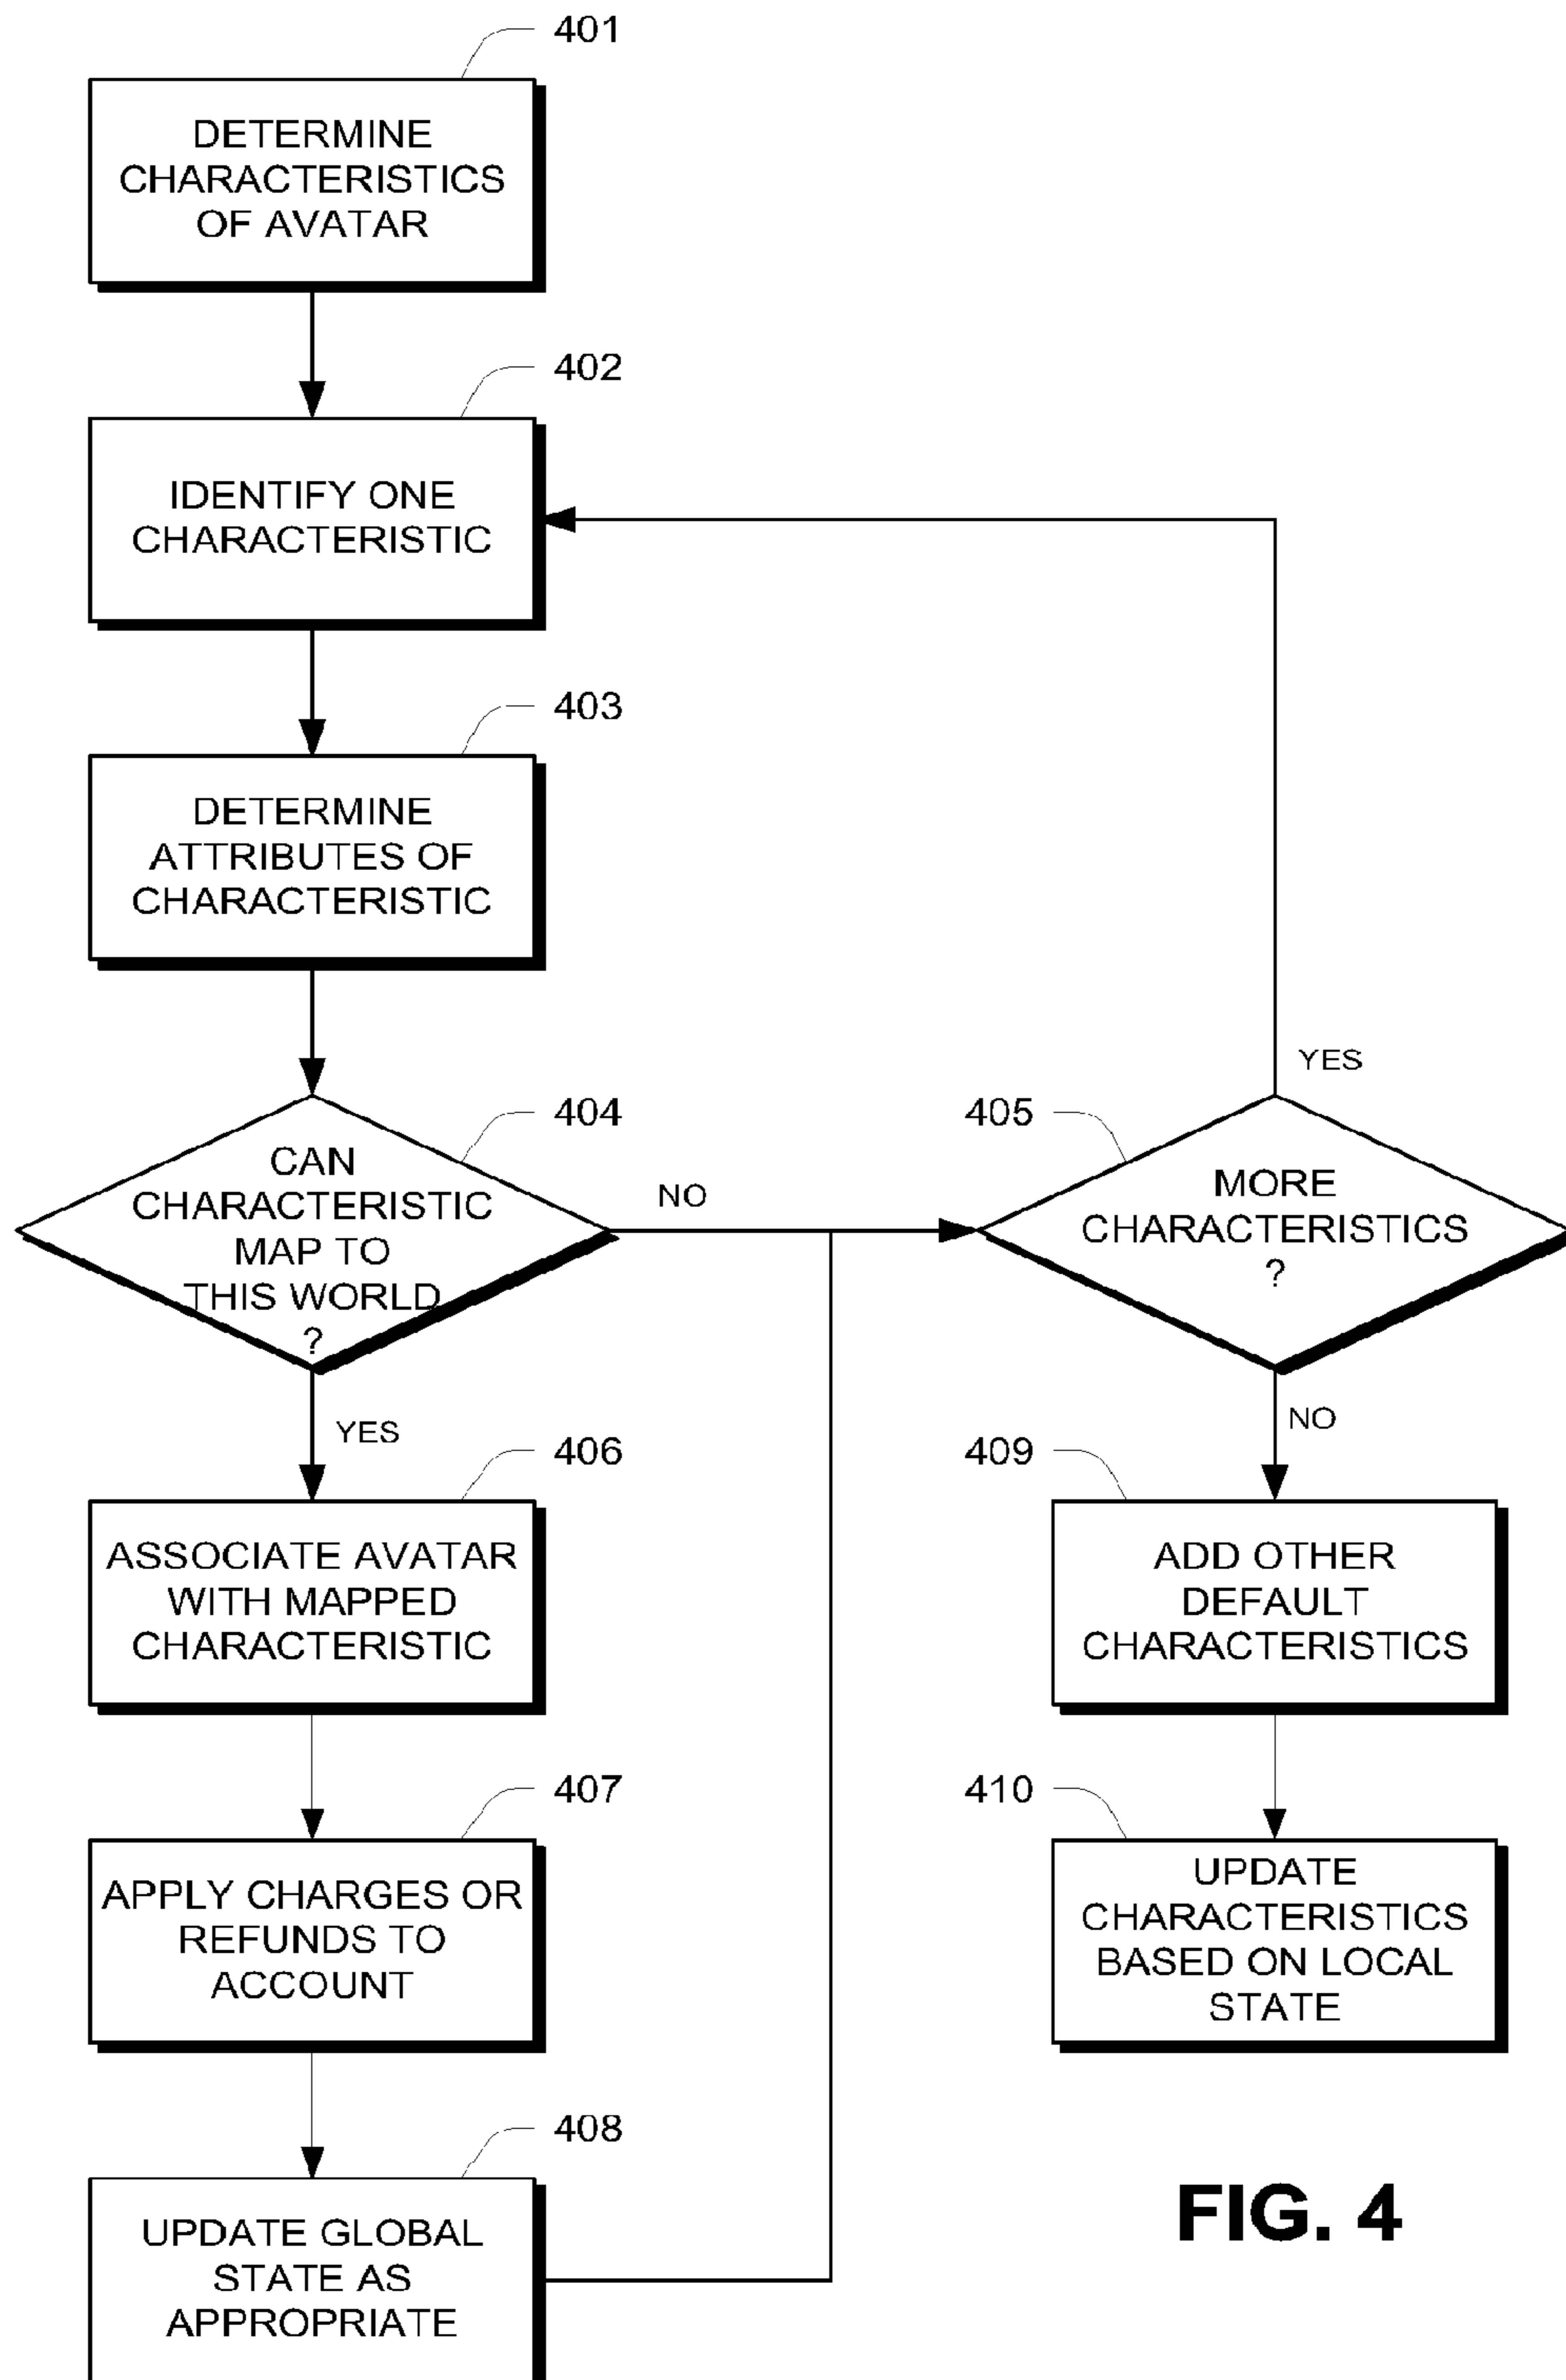 401
DETERMINE
CHARACTERISTICS
OF AVATAR
402
IDENTIFY ONE
CHARACTERISTIC
403
DETERMINE
ATTRIBUTES OF
CHARACTERISTIC
404
CAN
CHARACTERISTIC
MAP TO
THIS WORLD
?
NO
YES
405
MORE
CHARACTERISTICS
?
YES
NO
406
ASSOCIATE AVATAR
WITH MAPPED
CHARACTERISTIC
407
APPLY CHARGES OR
REFUNDS TO
ACCOUNT
408
UPDATE GLOBAL
STATE AS
APPROPRIATE
409
ADD OTHER
DEFAULT
CHARACTERISTICS
410
UPDATE
CHARACTERISTICS
BASED ON LOCAL
STATE
FIG. 4